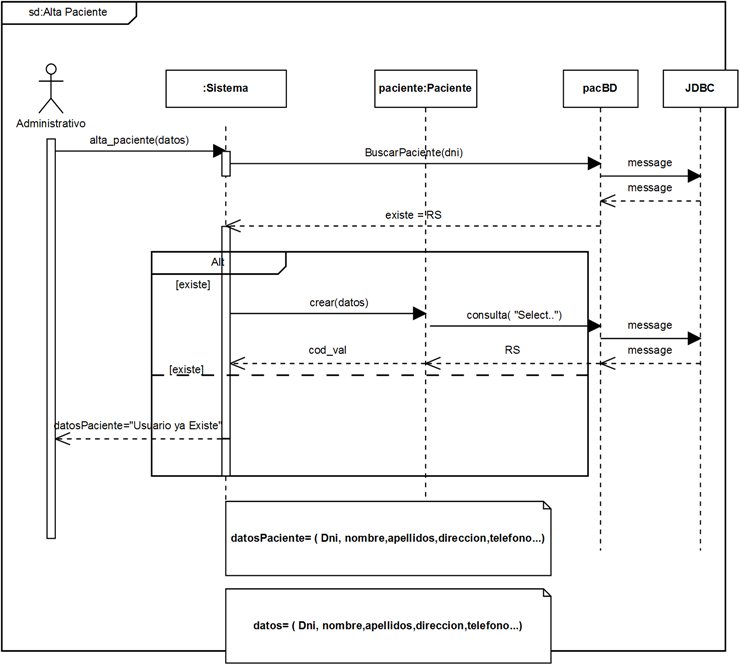 sd:Alta Paciente
:Sistema
paciente:Paciente
pacBD
JDBC
Administrativo
alta_paciente(datos)
BuscarPaciente(dni)
message
message
existe = RS
Alt
[existe]
crear(datos)
consulta( "Select..")
message
cod_val
RS
message
[existe]
datosPaciente="Usuario ya Existe"
datosPaciente= ( Dni, nombre,apellidos,direccion,telefono...)
datos= ( Dni, nombre,apellidos,direccion,telefono...)